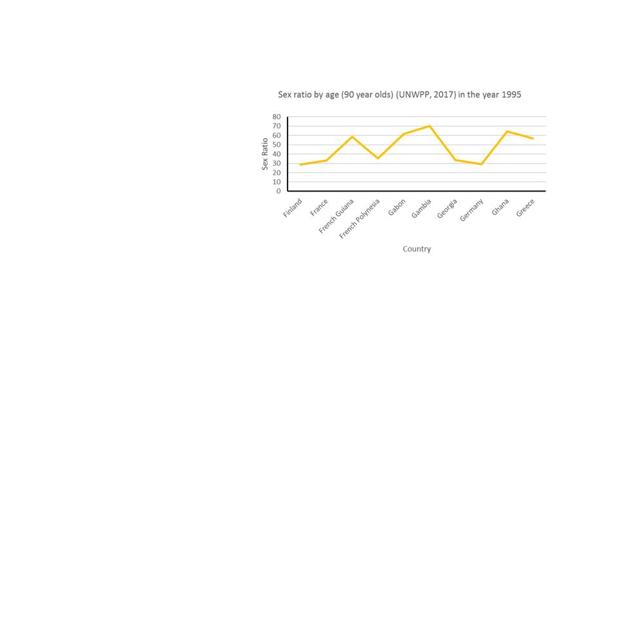 Sex ratio by age (90 year olds) (UNWPP, 2017) in the year 1995
Sex Ratio
80
70
60
50
40
30
20
10
0
Finland
France
French Guiana
French Polynesia
Gabon
Gambia
Georgia
Germany
Ghana
Greece
Country